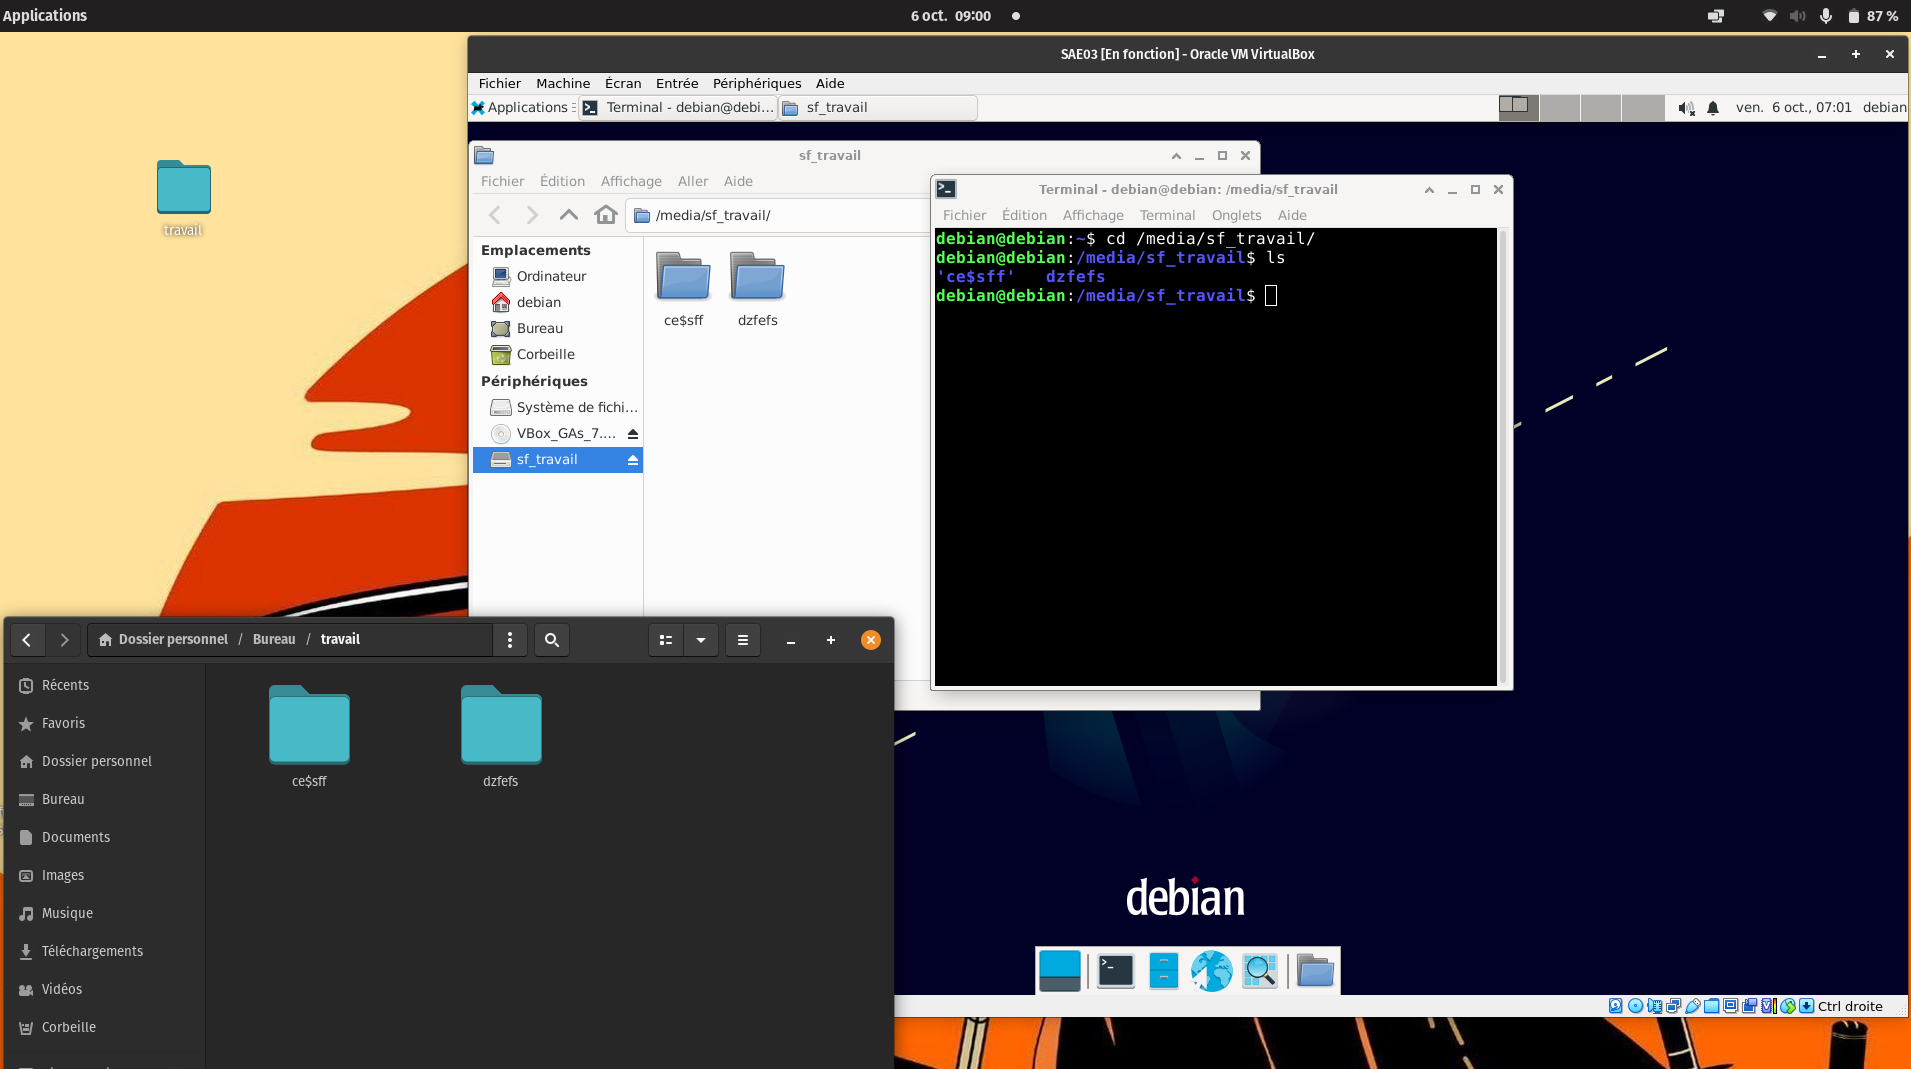 Applications
6 oct. 09:00
87 %
travail
SAE03 [En fonction] - Oracle VM VirtualBox
Fichier Machine Écran Entrée Périphériques Aide
Applications
Terminal - debian@debi...
sf_travail
ven. 6 oct., 07:01 debian
sf_travail
Fichier Édition Affichage Aller Aide
/media/sf_travail/
Emplacements
Ordinateur
debian
Bureau
Corbeille
Périphériques
Système de fichi...
VBox_GAs_7....
sf_travail
ce$sff
dzfefs
Terminal - debian@debian: /media/sf_travail
Fichier Édition Affichage Terminal Onglets Aide
debian@debian:~$ cd /media/sf_travail/
debian@debian:/media/sf_travail$ ls
'ce$sff' dzfefs
debian@debian:/media/sf_travail$
Dossier personnel / Bureau / travail
Récents
Favoris
Dossier personnel
Bureau
Documents
Images
Musique
Téléchargements
Vidéos
Corbeille
ce$sff
dzfefs
debian
Ctrl droite